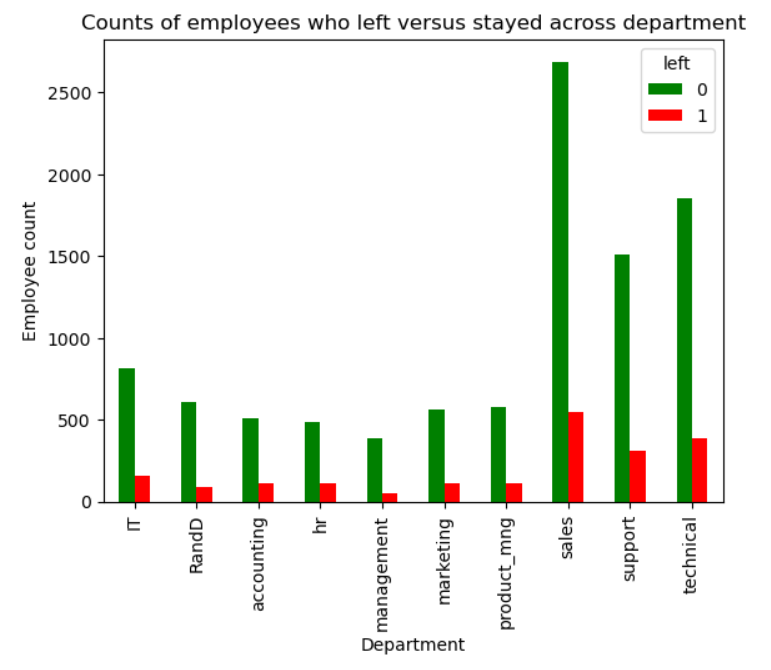 Counts of employees who left versus stayed across department
left
0
1
2500
2000
1500
1000
500
0
Employee count
IT
RandD
accounting
hr
management
marketing
product_mng
sales
support
technical
Department